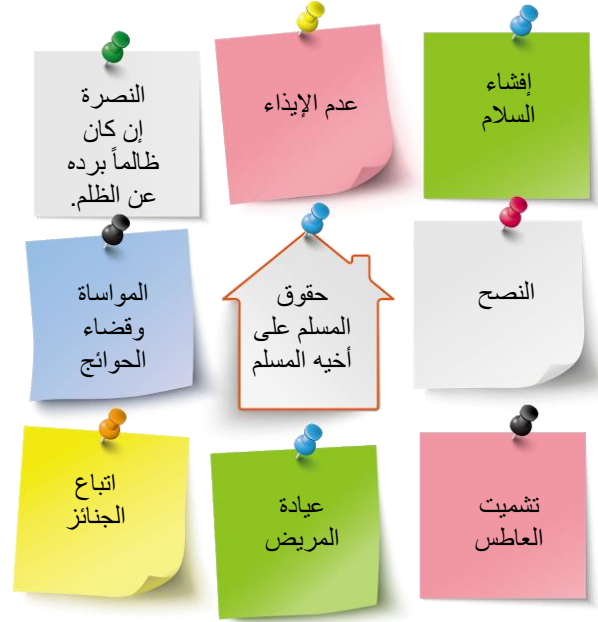 إفشاء
السلام
عدم الإيذاء
النصرة
إن كان
ظالماً برده
عن الظلم.
النصح
حقوق
المسلم على
أخيه المسلم
المواساة
وقضاء
الحوائج
تشميت
العاطس
عيادة
المريض
اتباع
الجنائز